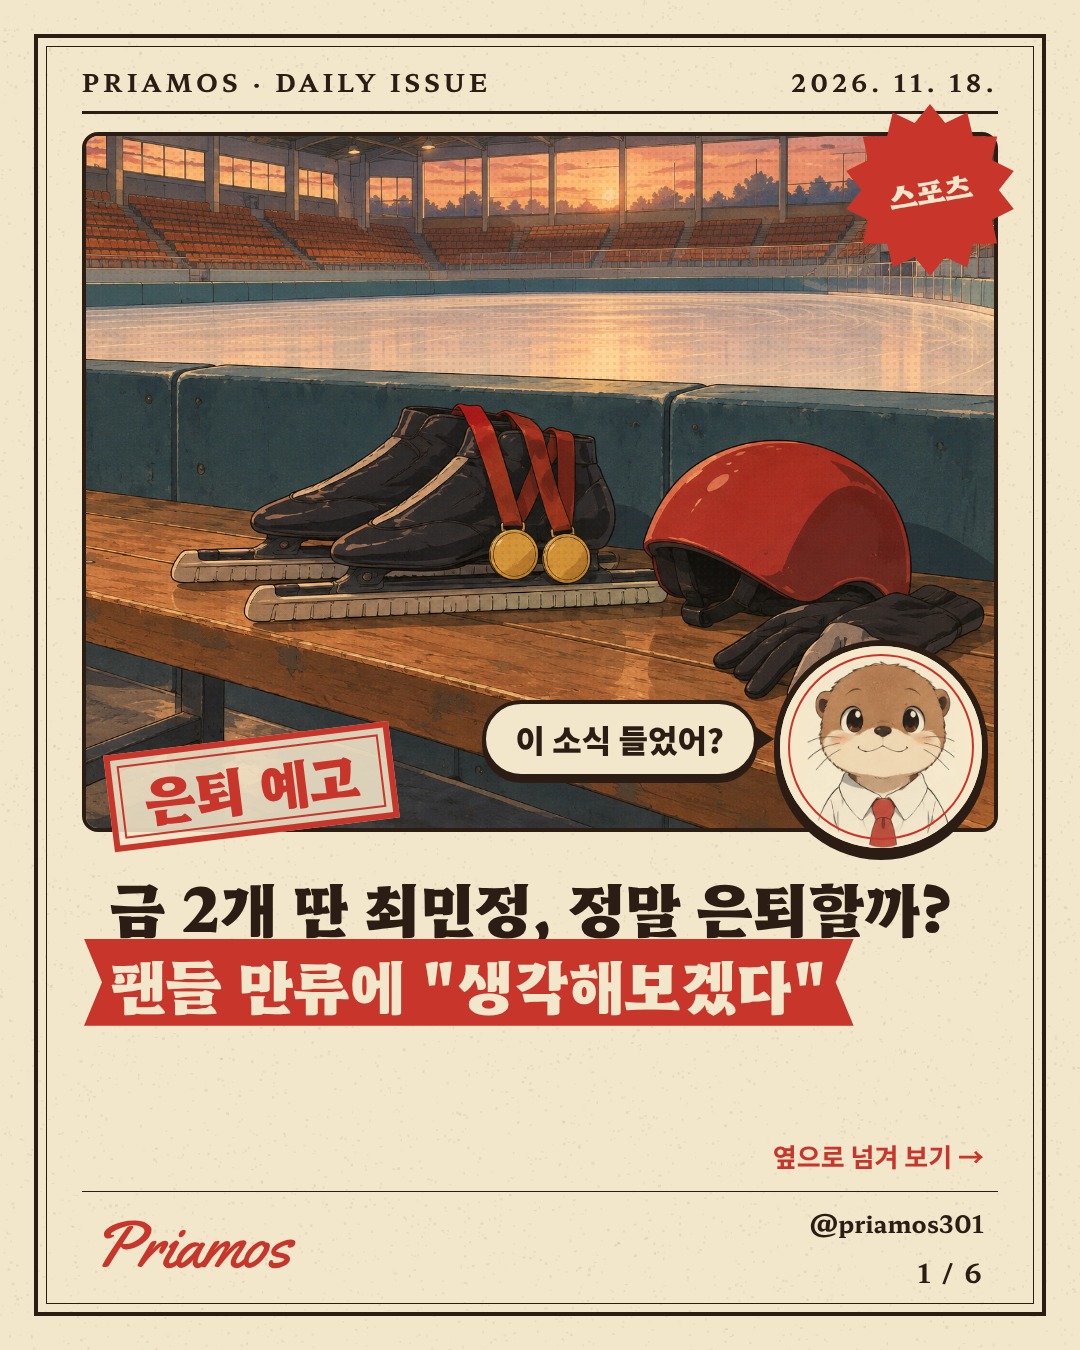 PRIAMOS · DAILY ISSUE
2026. 11. 18.
스포츠
이 소식 들었어?
은퇴 예고
금 2개 딴 최민정, 정말 은퇴할까?
팬들 만류에 "생각해보겠다"
옆으로 넘겨 보기 →
Priamos
@priamos301
1 / 6